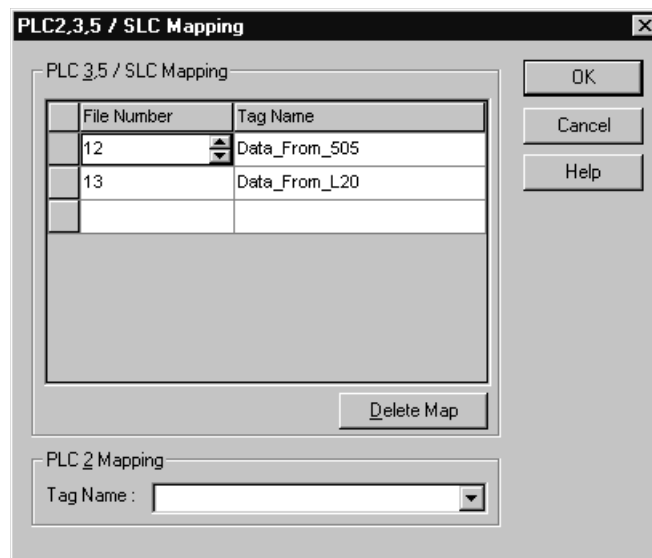 PLC2,3,5 / SLC Mapping
PLC 3,5 / SLC Mapping
OK
File Number Tag Name
Cancel
12 Data_From_505
13 Data_From_L20
Help
Delete Map
PLC 2 Mapping
Tag Name :